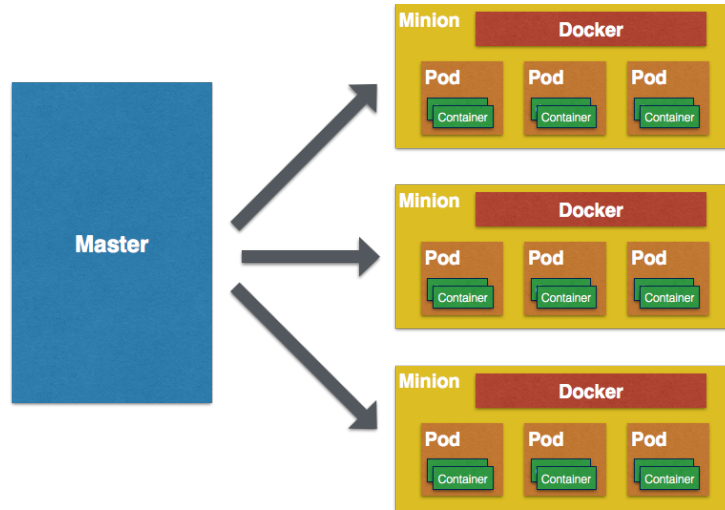 Master
Minion
Docker
Pod Pod Pod
Container Container Container
Minion
Docker
Pod Pod Pod
Container Container Container
Minion
Docker
Pod Pod Pod
Container Container Container